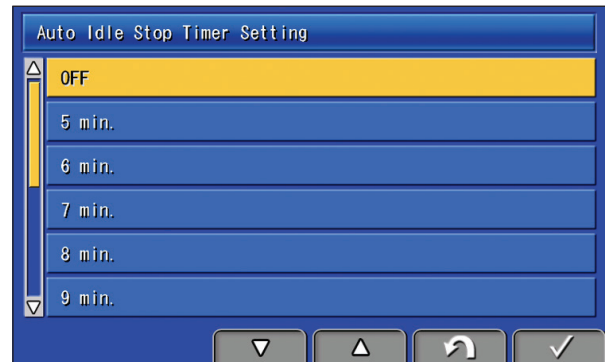 Auto Idle Stop Timer Setting
OFF
5 min.
6 min.
7 min.
8 min.
9 min.